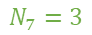 N₇ = 3